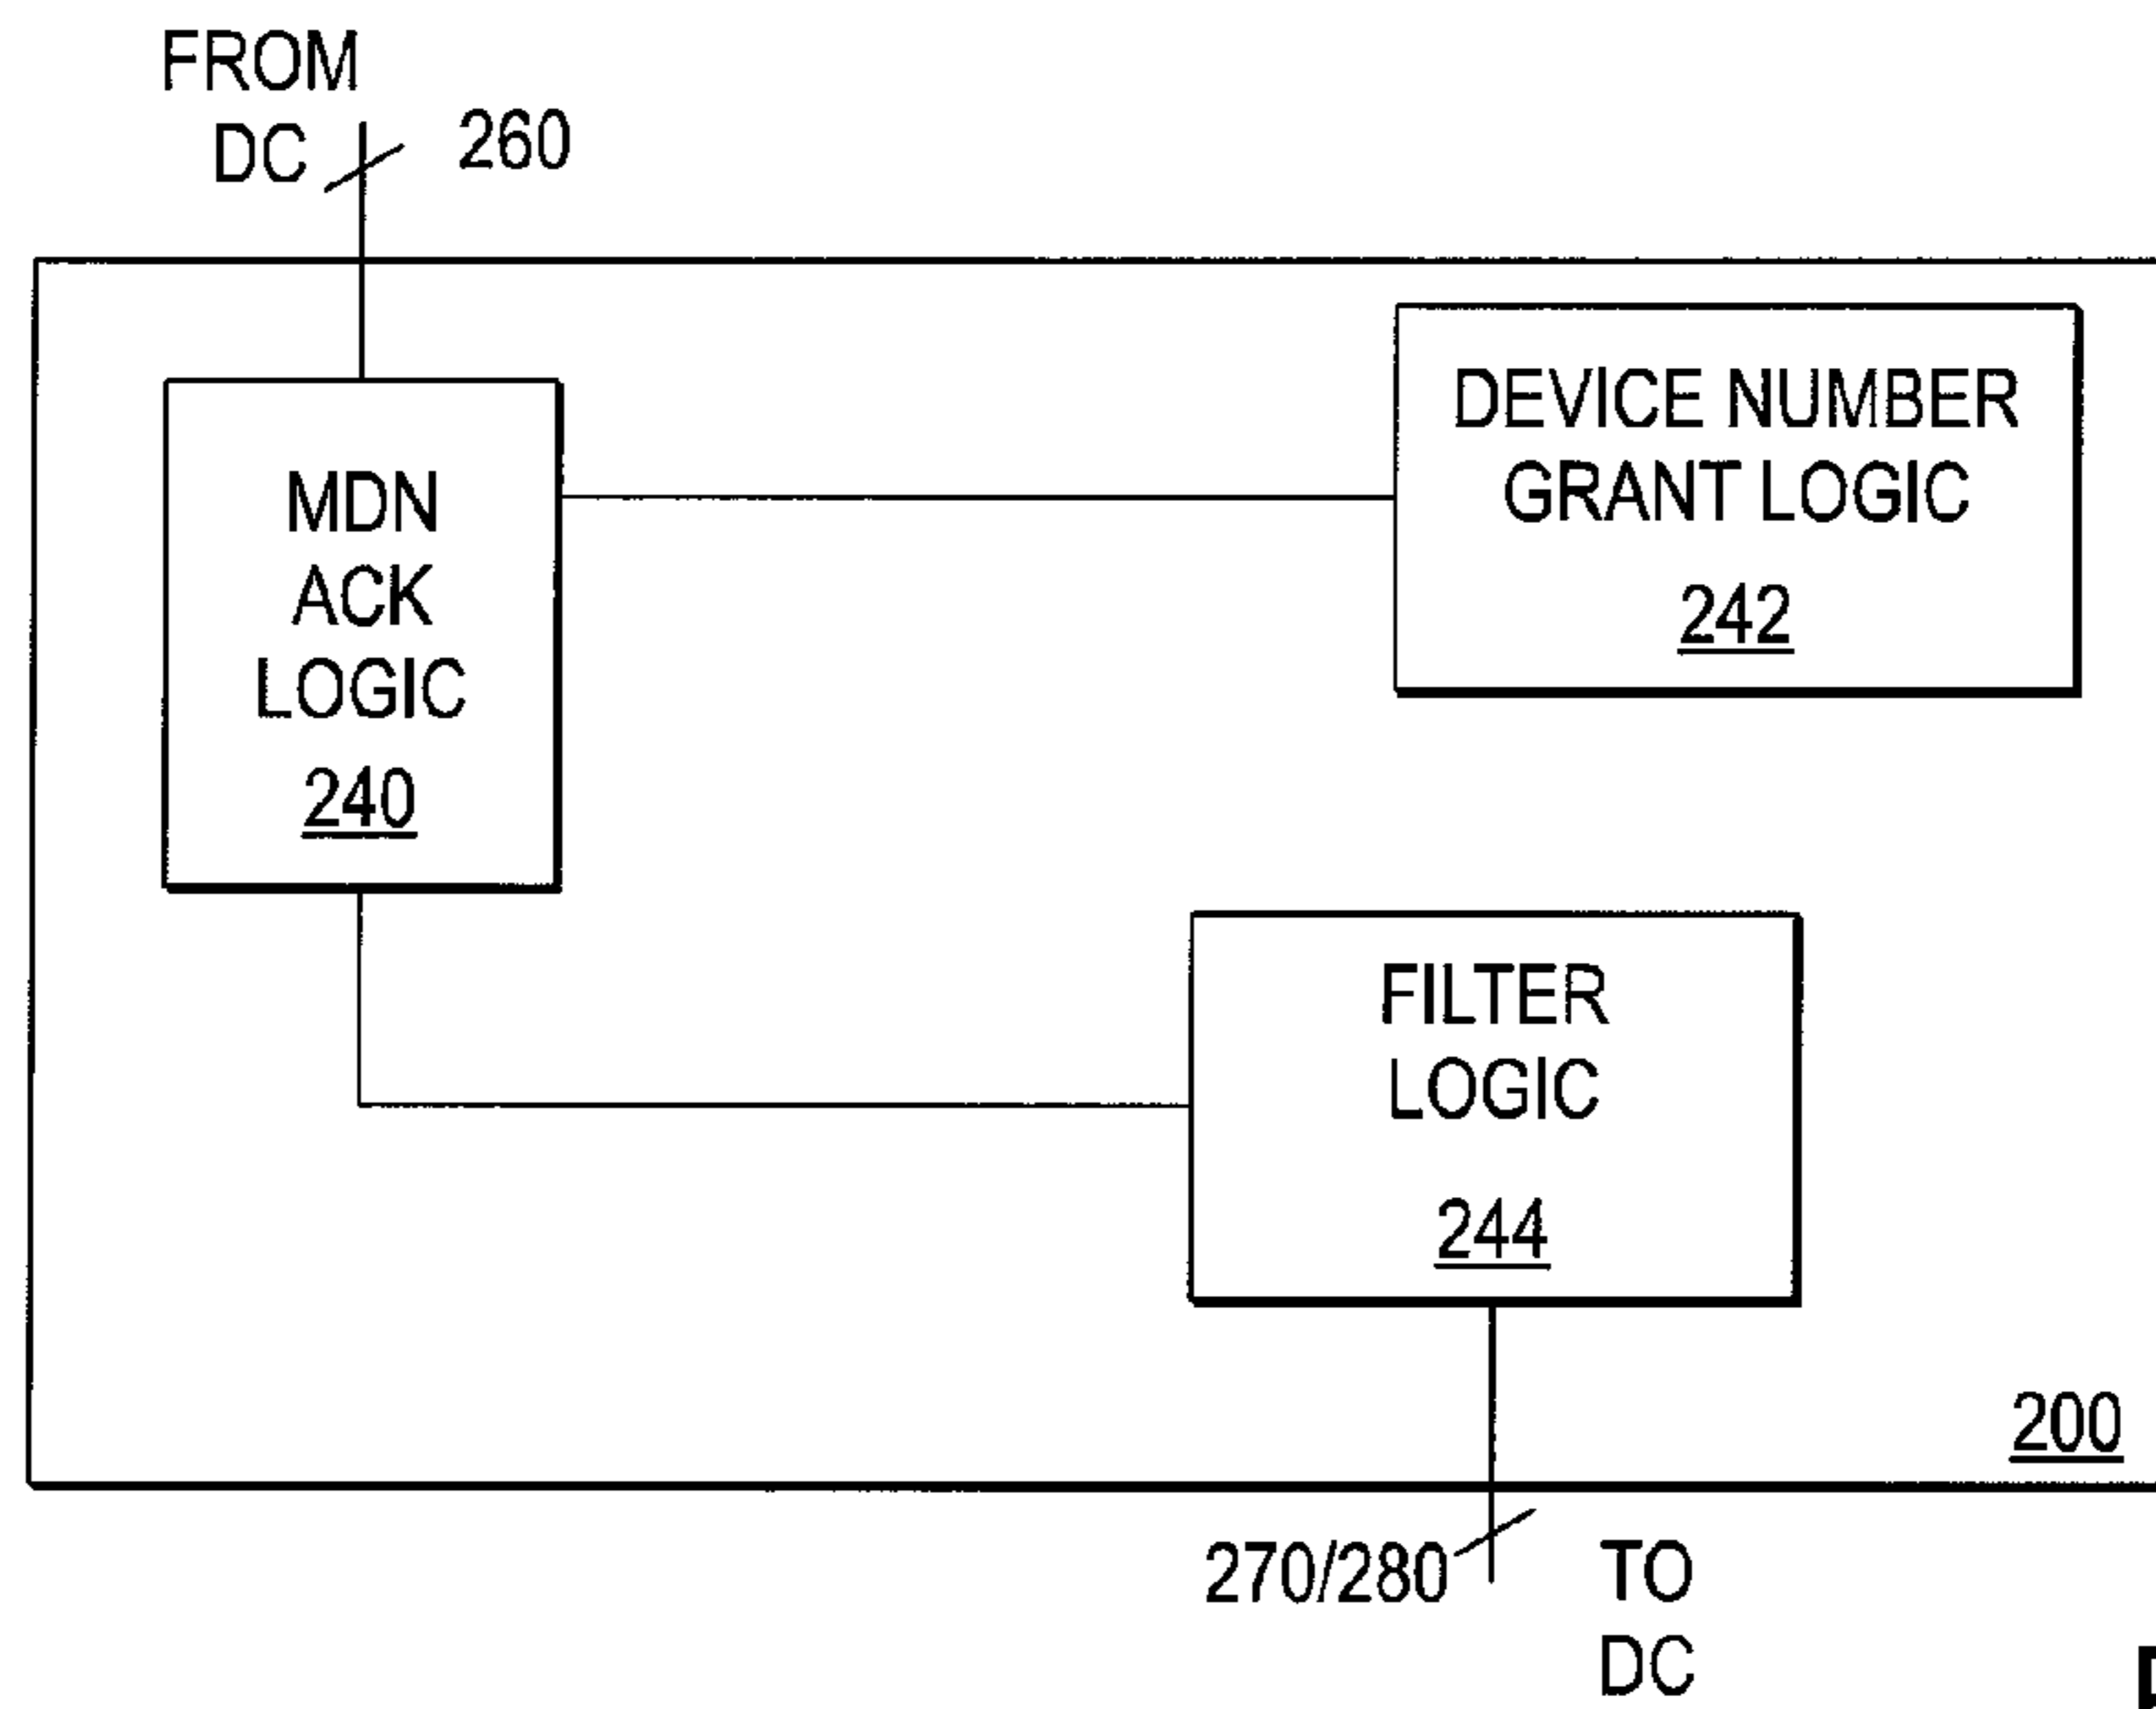 FROM
DC
260
MDN
ACK
LOGIC
240
DEVICE NUMBER
GRANT LOGIC
242
FILTER
LOGIC
244
200
270/280
TO
DC